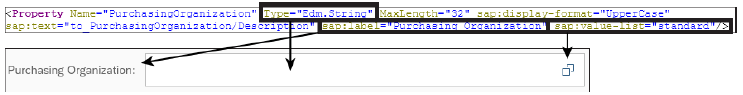 <Property Name="PurchasingOrganization" Type="Edm.String" MaxLength="32" sap:display-format="UpperCase"
sap:text="to_PurchasingOrganization/Description" sap:label="Purchasing Organization" sap:value-list="standard"/>
Purchasing Organization: